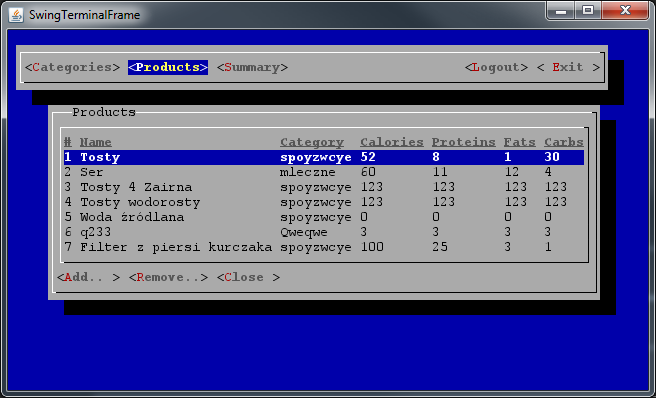 SwingTerminalFrame
<Categories> <Products> <Summary> <Logout> < Exit >
Products
# Name Category Calories Proteins Fats Carbs
1 Tosty spoyzwcye 52 8 1 30
2 Ser mleczne 60 11 12 4
3 Tosty 4 Zairna spoyzwcye 123 123 123 123
4 Tosty wodorosty spoyzwcye 123 123 123 123
5 Woda źródlana spoyzwcye 0 0 0 0
6 q233 Qweqwe 3 3 3 3
7 Filter z piersi kurczaka spoyzwcye 100 25 3 1
<Add.. > <Remove..> <Close >